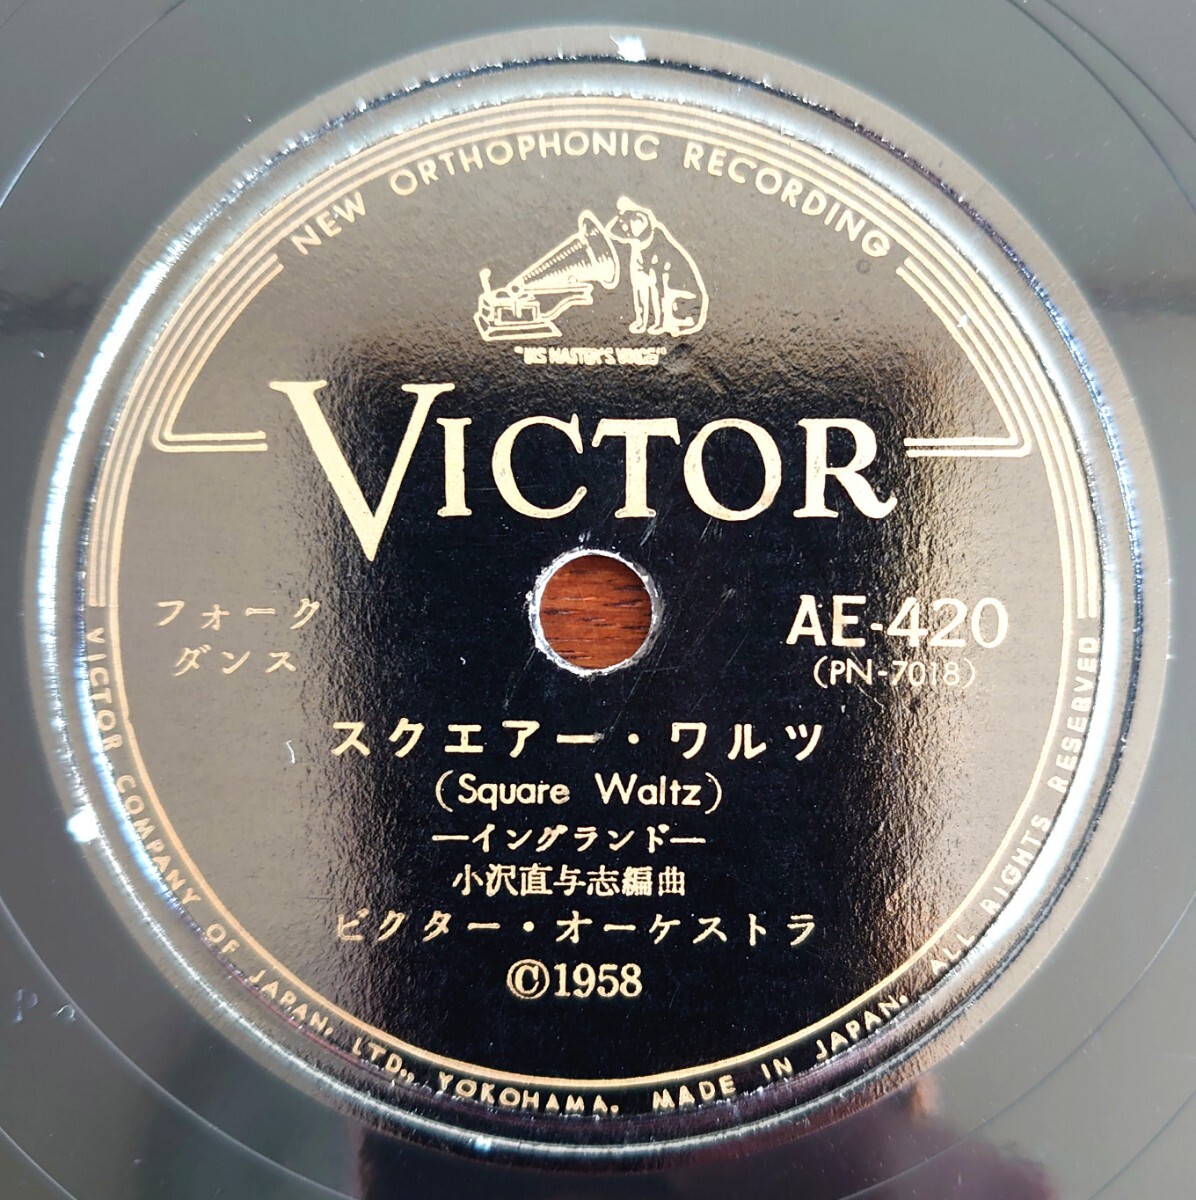 NEW ORTHOPHONIC RECORDING
"HIS MASTER'S VOICE"
VICTOR
フォーク
ダンス
AE-420
(PN-7018)
スクエアー・ワルツ
(Square Waltz)
—イングランド—
小沢直与志編曲
ビクター・オーケストラ
©1958
VICTOR COMPANY OF JAPAN, LTD., YOKOHAMA. MADE IN JAPAN. ALL RIGHTS RESERVED